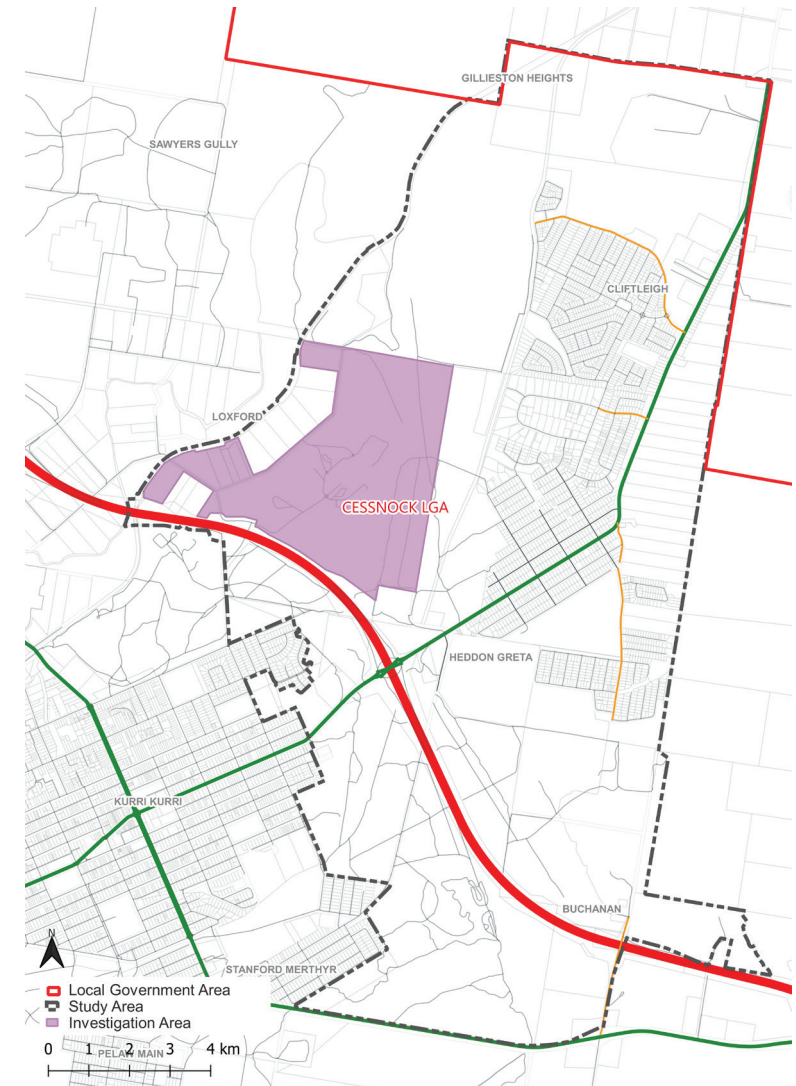 GILLIESTON HEIGHTS
SAWYERS GULLY
CLIFTLEIGH
LOXFORD
CESSNOCK LGA
HEDDON GRETA
KURRI KURRI
BUCHANAN
STANFORD MERTHYR
N
Local Government Area
Study Area
Investigation Area
0 1 2 3 4 km
PELAW MAIN